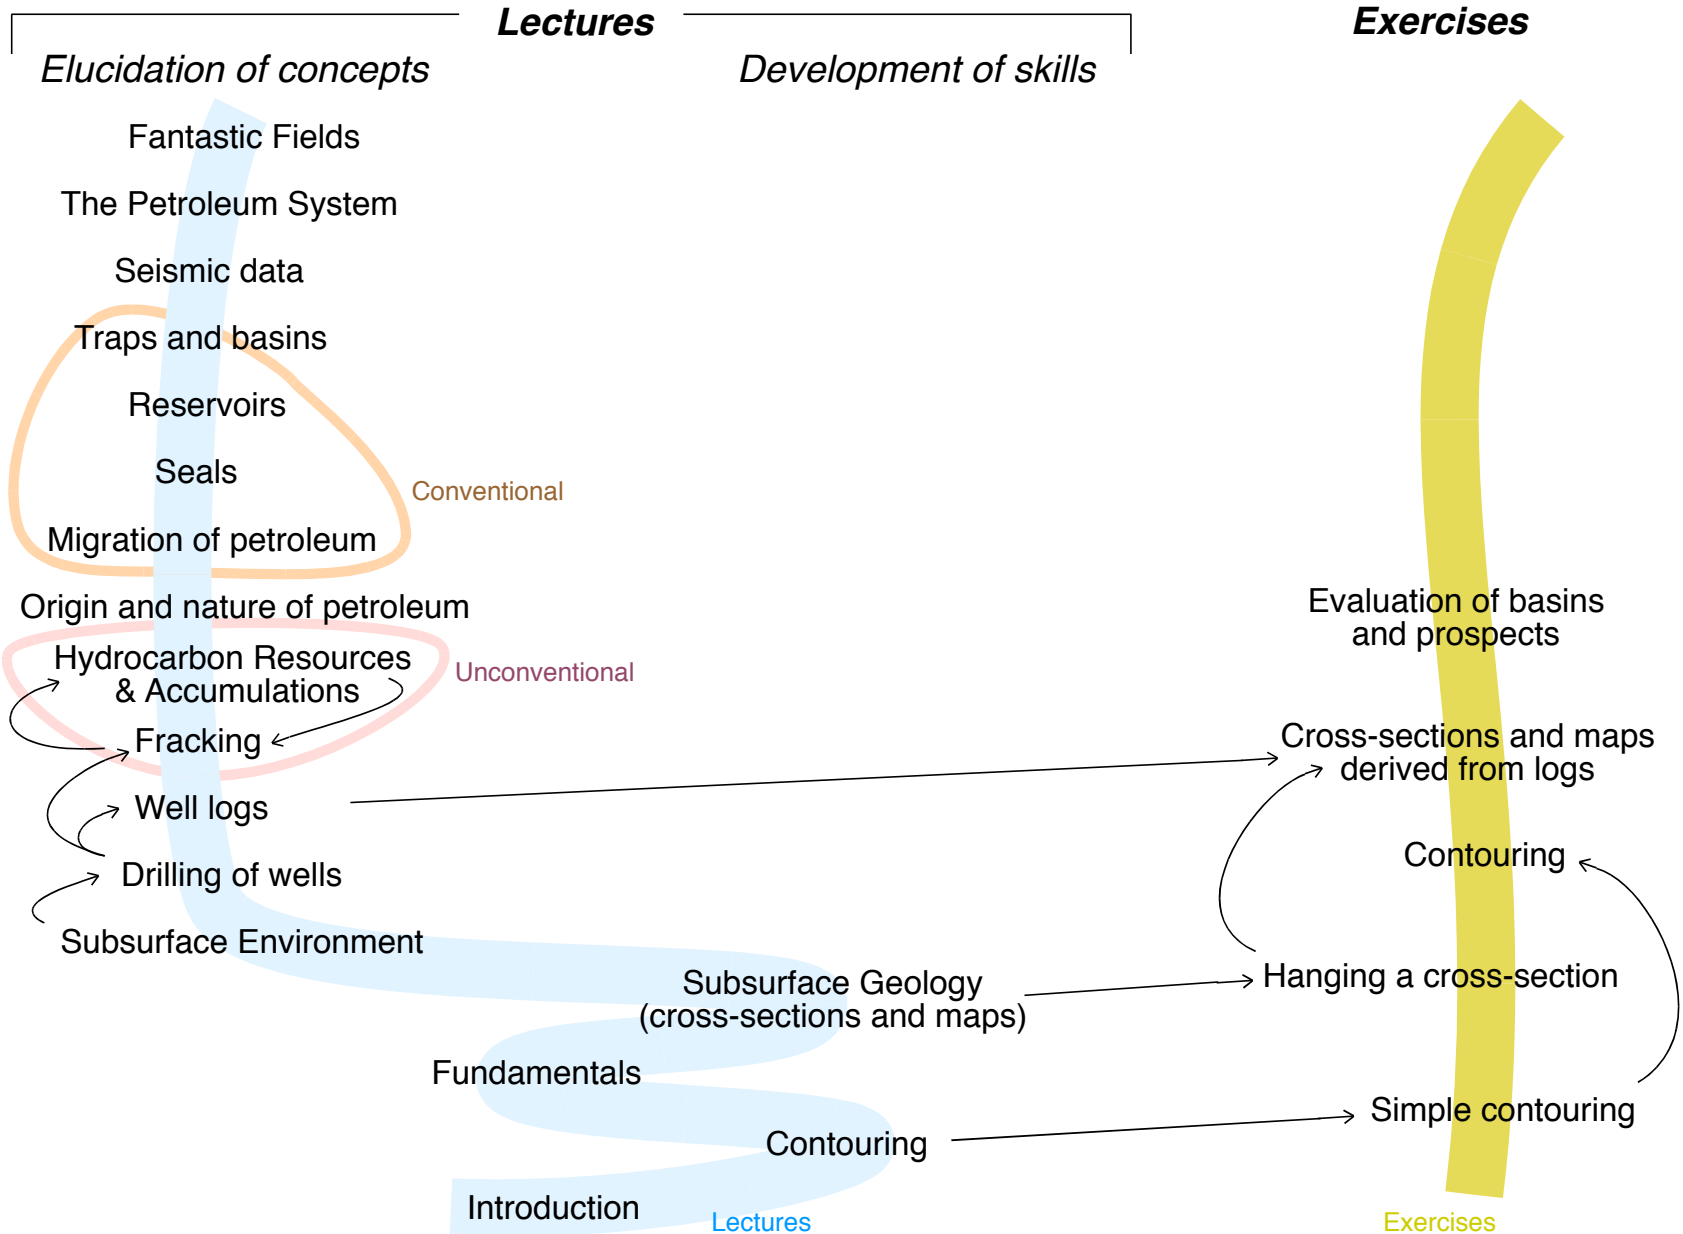 Lectures
Exercises
Elucidation of concepts
Development of skills
Fantastic Fields
The Petroleum System
Seismic data
Traps and basins
Reservoirs
Seals
Conventional
Migration of petroleum
Origin and nature of petroleum
Hydrocarbon Resources
& Accumulations
Unconventional
Fracking
Well logs
Drilling of wells
Subsurface Environment
Subsurface Geology
(cross-sections and maps)
Fundamentals
Contouring
Introduction
Lectures
Evaluation of basins
and prospects
Cross-sections and maps
derived from logs
Contouring
Hanging a cross-section
Simple contouring
Exercises